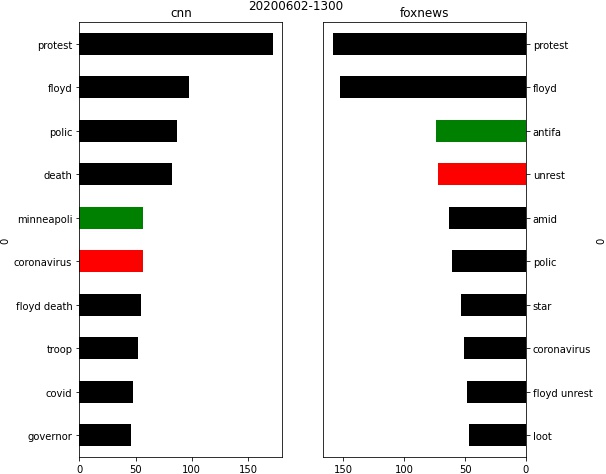 20200602-1300
cnn
foxnews
protest
floyd
polic
death
minneapoli
coronavirus
floyd death
troop
covid
governor
0
0 50 100 150
protest
floyd
antifa
unrest
amid
polic
star
coronavirus
floyd unrest
loot
0
150 100 50 0